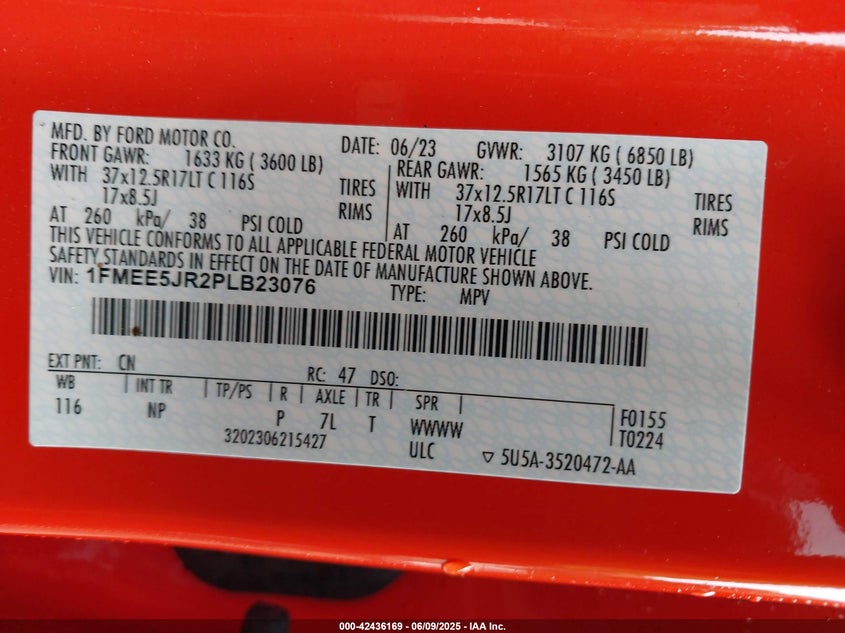 MFD. BY FORD MOTOR CO. DATE: 06/23 GVWR: 3107 KG ( 6850 LB)
FRONT GAWR: 1633 KG ( 3600 LB) REAR GAWR: 1565 KG ( 3450 LB)
WITH 37x12.5R17LT C 116S TIRES WITH 37x12.5R17LT C 116S TIRES
17x8.5J RIMS 17x8.5J RIMS
AT 260 kPa/ 38 PSI COLD AT 260 kPa/ 38 PSI COLD
THIS VEHICLE CONFORMS TO ALL APPLICABLE FEDERAL MOTOR VEHICLE
SAFETY STANDARDS IN EFFECT ON THE DATE OF MANUFACTURE SHOWN ABOVE.
VIN: 1FMEE5JR2PLB23076 TYPE: MPV
EXT PNT: CN RC: 47 DSO:
WB INT TR TP/PS R AXLE TR SPR
116 NP P 7L T WWWW F0155
3202306215427 ULC T0224
▽ 5U5A-3520472-AA
000-42436169 - 06/09/2025 - IAA Inc.